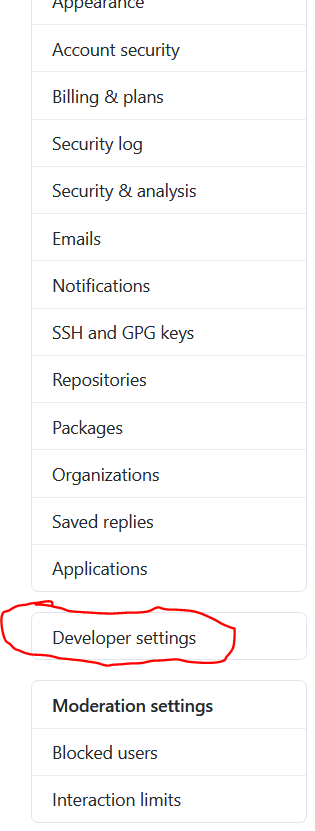 Appearance
Account security
Billing & plans
Security log
Security & analysis
Emails
Notifications
SSH and GPG keys
Repositories
Packages
Organizations
Saved replies
Applications
Developer settings
Moderation settings
Blocked users
Interaction limits